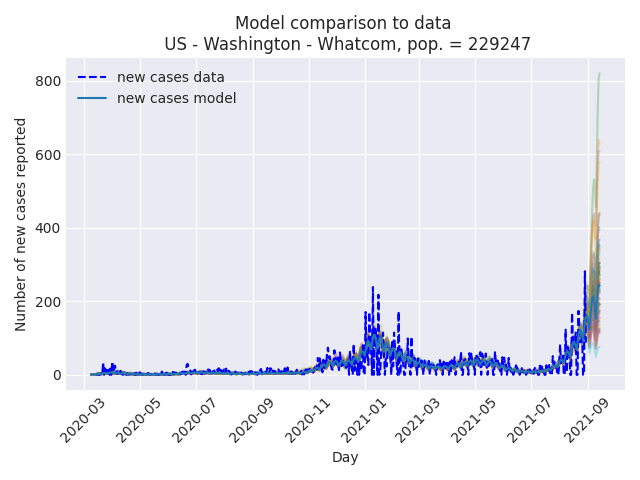 Model comparison to data
US - Washington - Whatcom, pop. = 229247
new cases data
new cases model
Number of new cases reported
800
600
400
200
0
2020-03
2020-05
2020-07
2020-09
2020-11
2021-01
2021-03
2021-05
2021-07
2021-09
Day